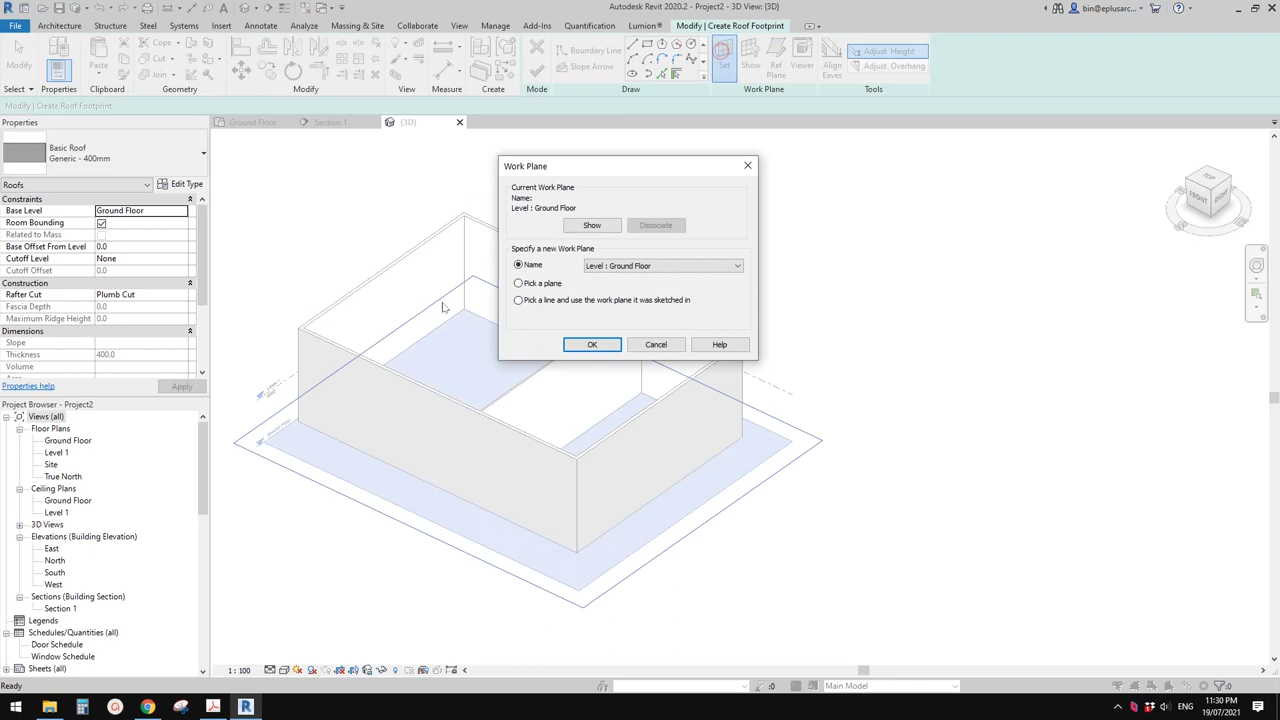 Autodesk Revit 2020.2 - Project2 - 3D View: {3D}
bin@eplusarc...
File Architecture Structure Steel Systems Insert Annotate Analyze Massing & Site Collaborate View Manage Add-Ins Quantification Lumion® Modify | Create Roof Footprint
Cope
Boundary Line
Slope Arrow
Adjust Height
Adjust Overhang
Modify Paste Set Show Ref Plane Viewer Align Eaves
Select Properties Clipboard Geometry Modify View Measure Create Mode Draw Work Plane Tools
Modify | Create Roof Footprint
Properties
Ground Floor Section 1 {3D}
Basic Roof
Generic - 400mm
Roofs Edit Type
Constraints
Base Level Ground Floor
Room Bounding
Related to Mass
Base Offset From Level 0.0
Cutoff Level None
Cutoff Offset 0.0
Construction
Rafter Cut Plumb Cut
Fascia Depth 0.0
Maximum Ridge Height 0.0
Dimensions
Slope
Thickness 400.0
Volume
Properties help Apply
Project Browser - Project2
Views (all)
Floor Plans
Ground Floor
Level 1
Site
True North
Ceiling Plans
Ground Floor
Level 1
3D Views
Elevations (Building Elevation)
East
North
South
West
Sections (Building Section)
Section 1
Legends
Schedules/Quantities (all)
Door Schedule
Window Schedule
Sheets (all)
Work Plane
Current Work Plane
Name:
Level : Ground Floor
Show Dissociate
Specify a new Work Plane
Name Level : Ground Floor
Pick a plane
Pick a line and use the work plane it was sketched in
OK Cancel Help
TOP
FRONT RIGHT
1 : 100
Ready
:0 Main Model :0
ENG
11:30 PM
19/07/2021